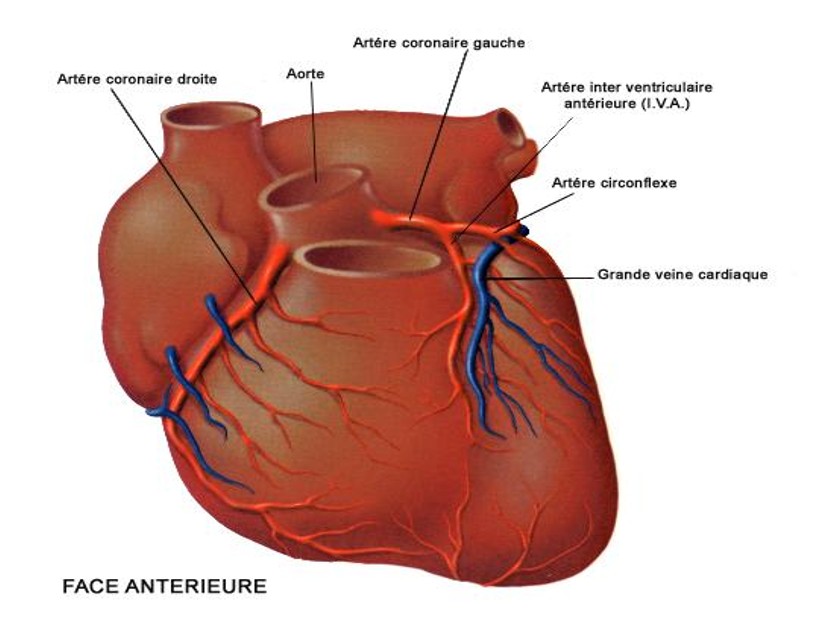 Artére coronaire gauche
Artére coronaire droite
Aorte
Artére inter ventriculaire
antérieure (I.V.A.)
Artére circonflexe
Grande veine cardiaque
FACE ANTERIEURE